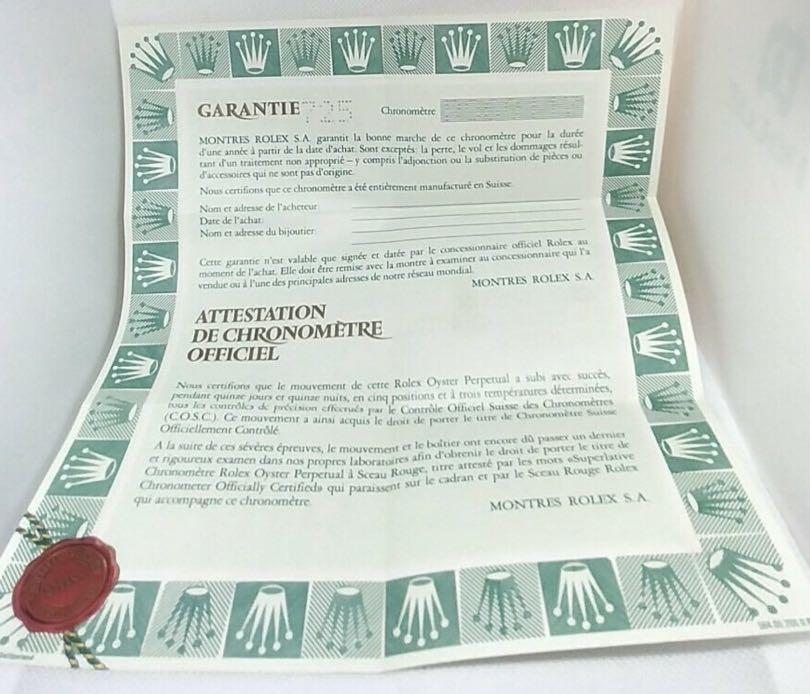 GARANTIE Chronomètre
MONTRES ROLEX S.A. garantit la bonne marche de ce chronomètre pour la durée
d'une année à partir de la date d'achat. Sont exceptés: la perte, le vol et les dommages résul-
tant d'un traitement non approprié – y compris l'adjonction ou la substitution de pièces ou
d'accessoires qui ne sont pas d'origine.
Nous certifions que ce chronomètre a été entièrement manufacturé en Suisse.
Nom et adresse de l'acheteur:
Date de l'achat:
Nom et adresse du bijoutier:
Cette garantie n'est valable que signée et datée par le concessionnaire officiel Rolex au
moment de l'achat. Elle doit être remise avec la montre à examiner au concessionnaire qui l'a
vendue ou à l'une des principales adresses de notre réseau mondial.
MONTRES ROLEX S.A.
ATTESTATION
DE CHRONOMÈTRE
OFFICIEL
Nous certifions que le mouvement de cette Rolex Oyster Perpetual a subi avec succès,
pendant quinze jours et quinze nuits, en cinq positions et à trois températures déterminées,
tous les contrôles de précision effectués par le Contrôle Officiel Suisse des Chronomètres
(C.O.S.C.). Ce mouvement a ainsi acquis le droit de porter le titre de Chronomètre Suisse
Officiellement Contrôlé.
A la suite de ces sévères épreuves, le mouvement et le boîtier ont encore dû passer un dernier
et rigoureux examen dans nos propres laboratoires afin d'obtenir le droit de porter le titre de
Chronomètre Rolex Oyster Perpetual à Sceau Rouge, titre attesté par les mots «Superlative
Chronometer Officially Certified» qui paraissent sur le cadran et par le Sceau Rouge Rolex
qui accompagne ce chronomètre.
MONTRES ROLEX S.A.